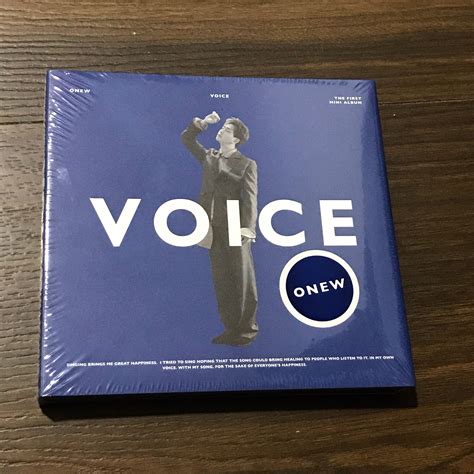 ONEW
VOICE
THE FIRST
MINI ALBUM
VOICE
ONEW
SINGING BRINGS ME GREAT HAPPINESS. I TRIED TO SING HOPING THAT THE SONG COULD BRING HEALING TO PEOPLE WHO LISTEN TO IT. IN MY OWN
VOICE. WITH MY SONG. FOR THE SAKE OF EVERYONE'S HAPPINESS.